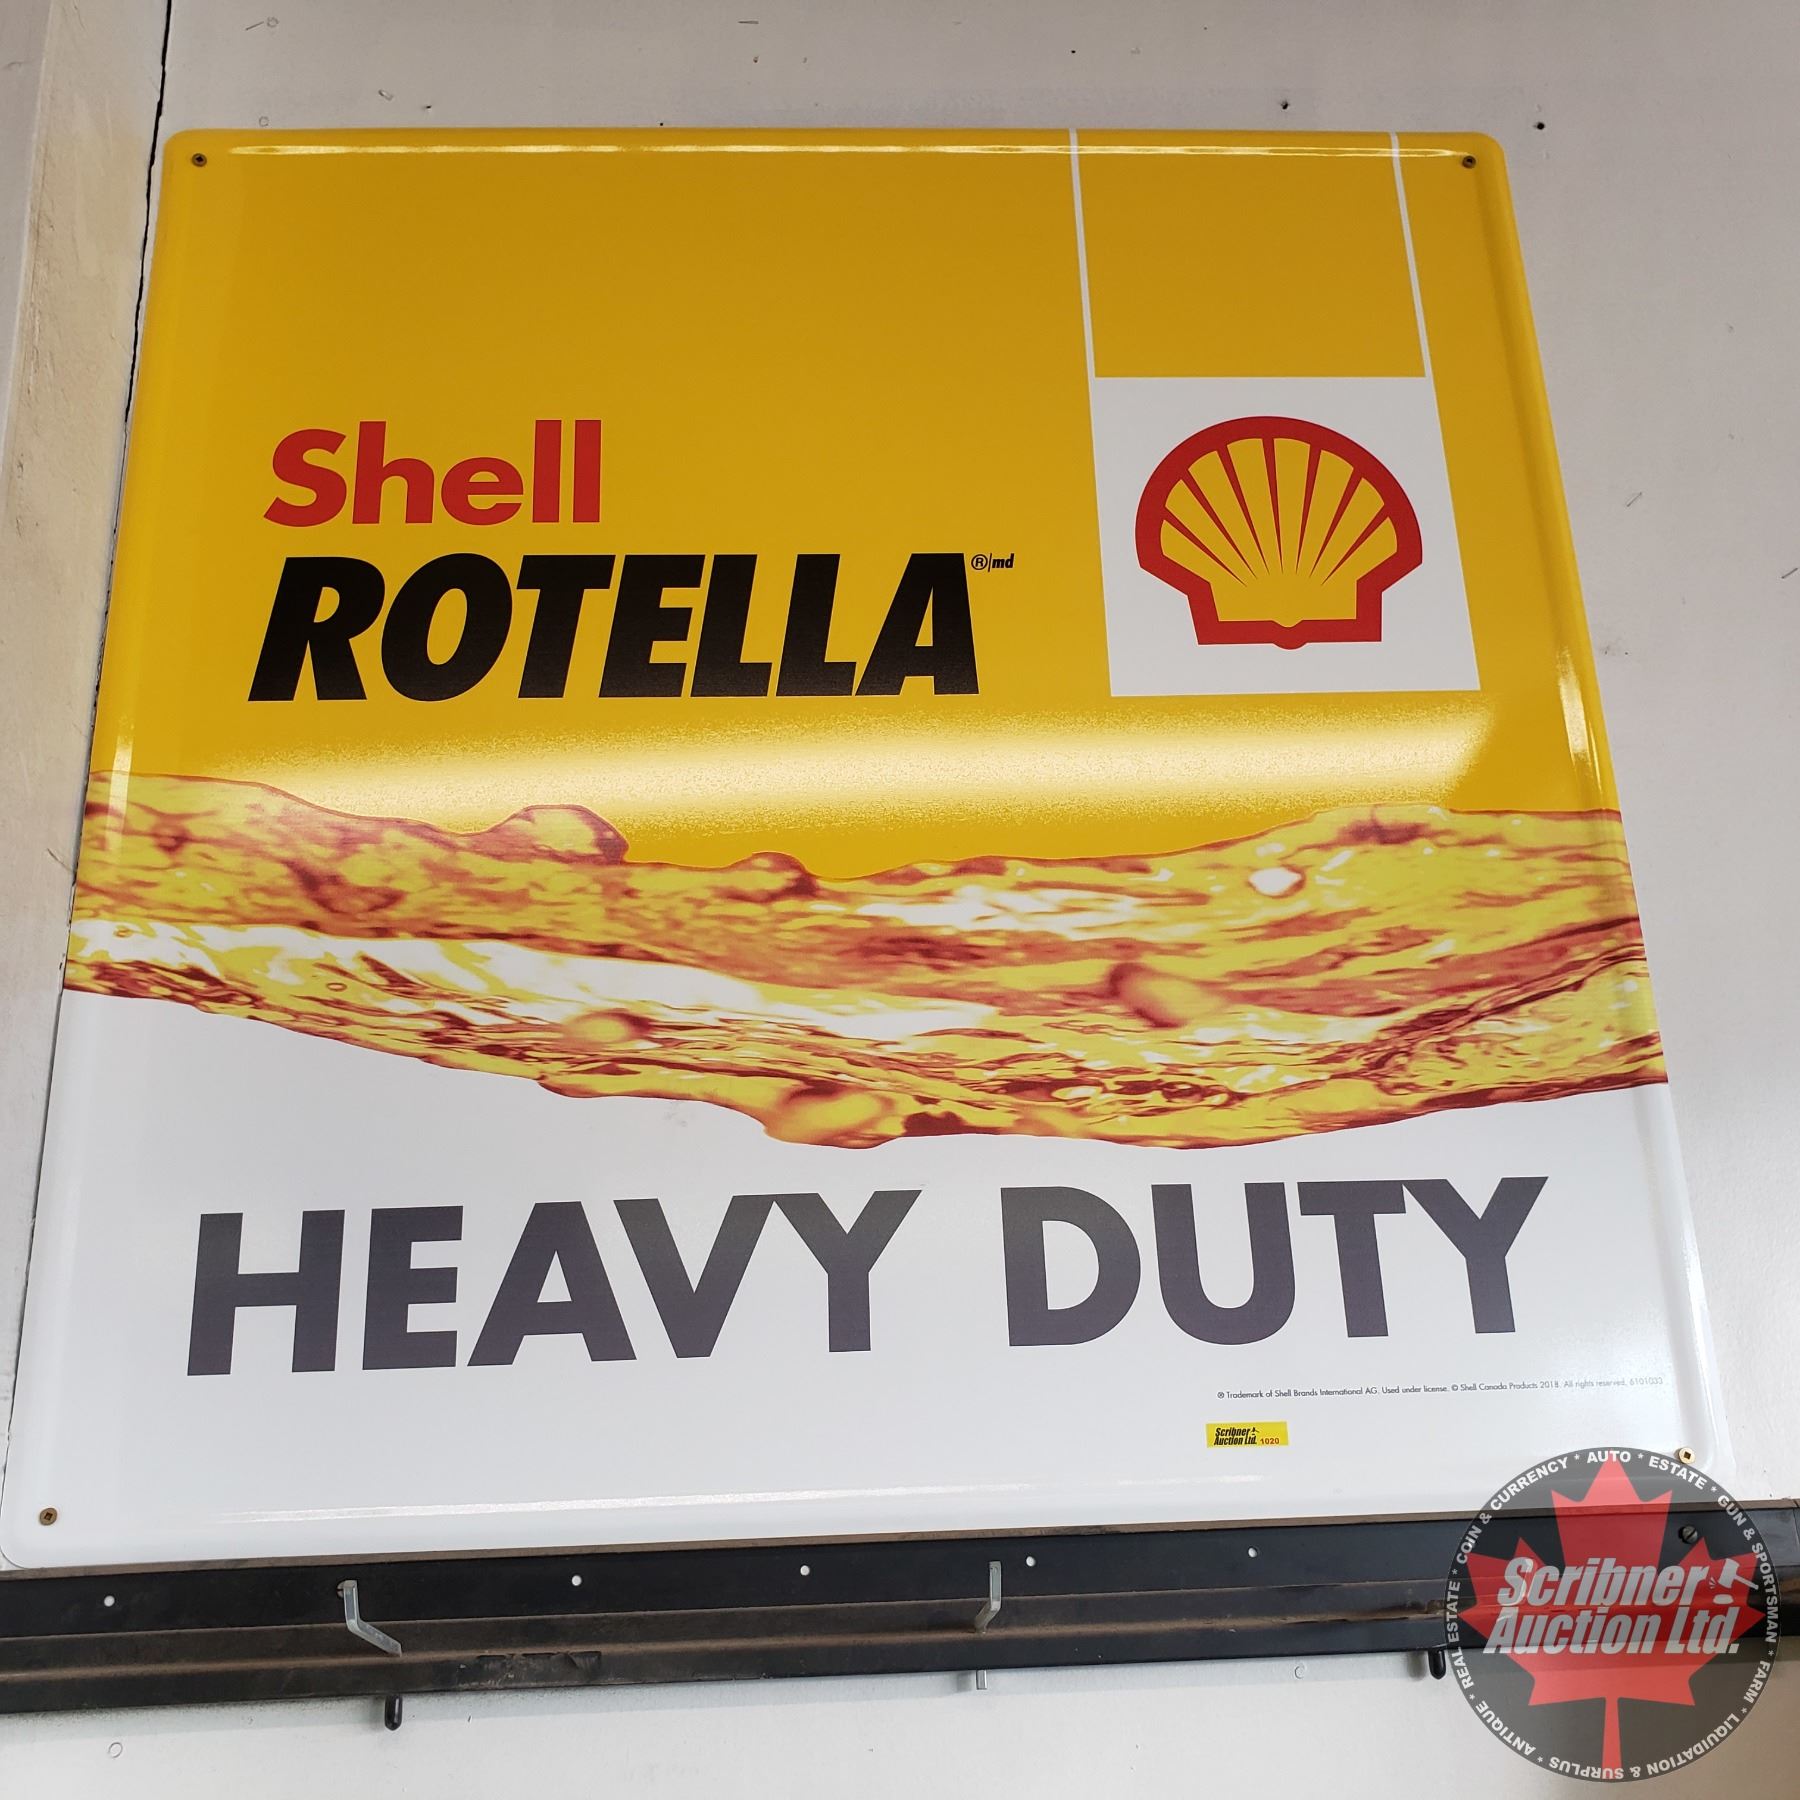 Shell
ROTELLA ®/md
HEAVY DUTY
® Trademark of Shell Brands International AG. Used under license. © Shell Canada Products 2018. All rights reserved. 6101033
Scribner
Auction Ltd. 1020
COIN & CURRENCY * AUTO * ESTATE * GUN & SPORTSMAN * FARM * LIQUIDATION & SURPLUS * ANTIQUE * REAL ESTATE *
Scribner
Auction Ltd.